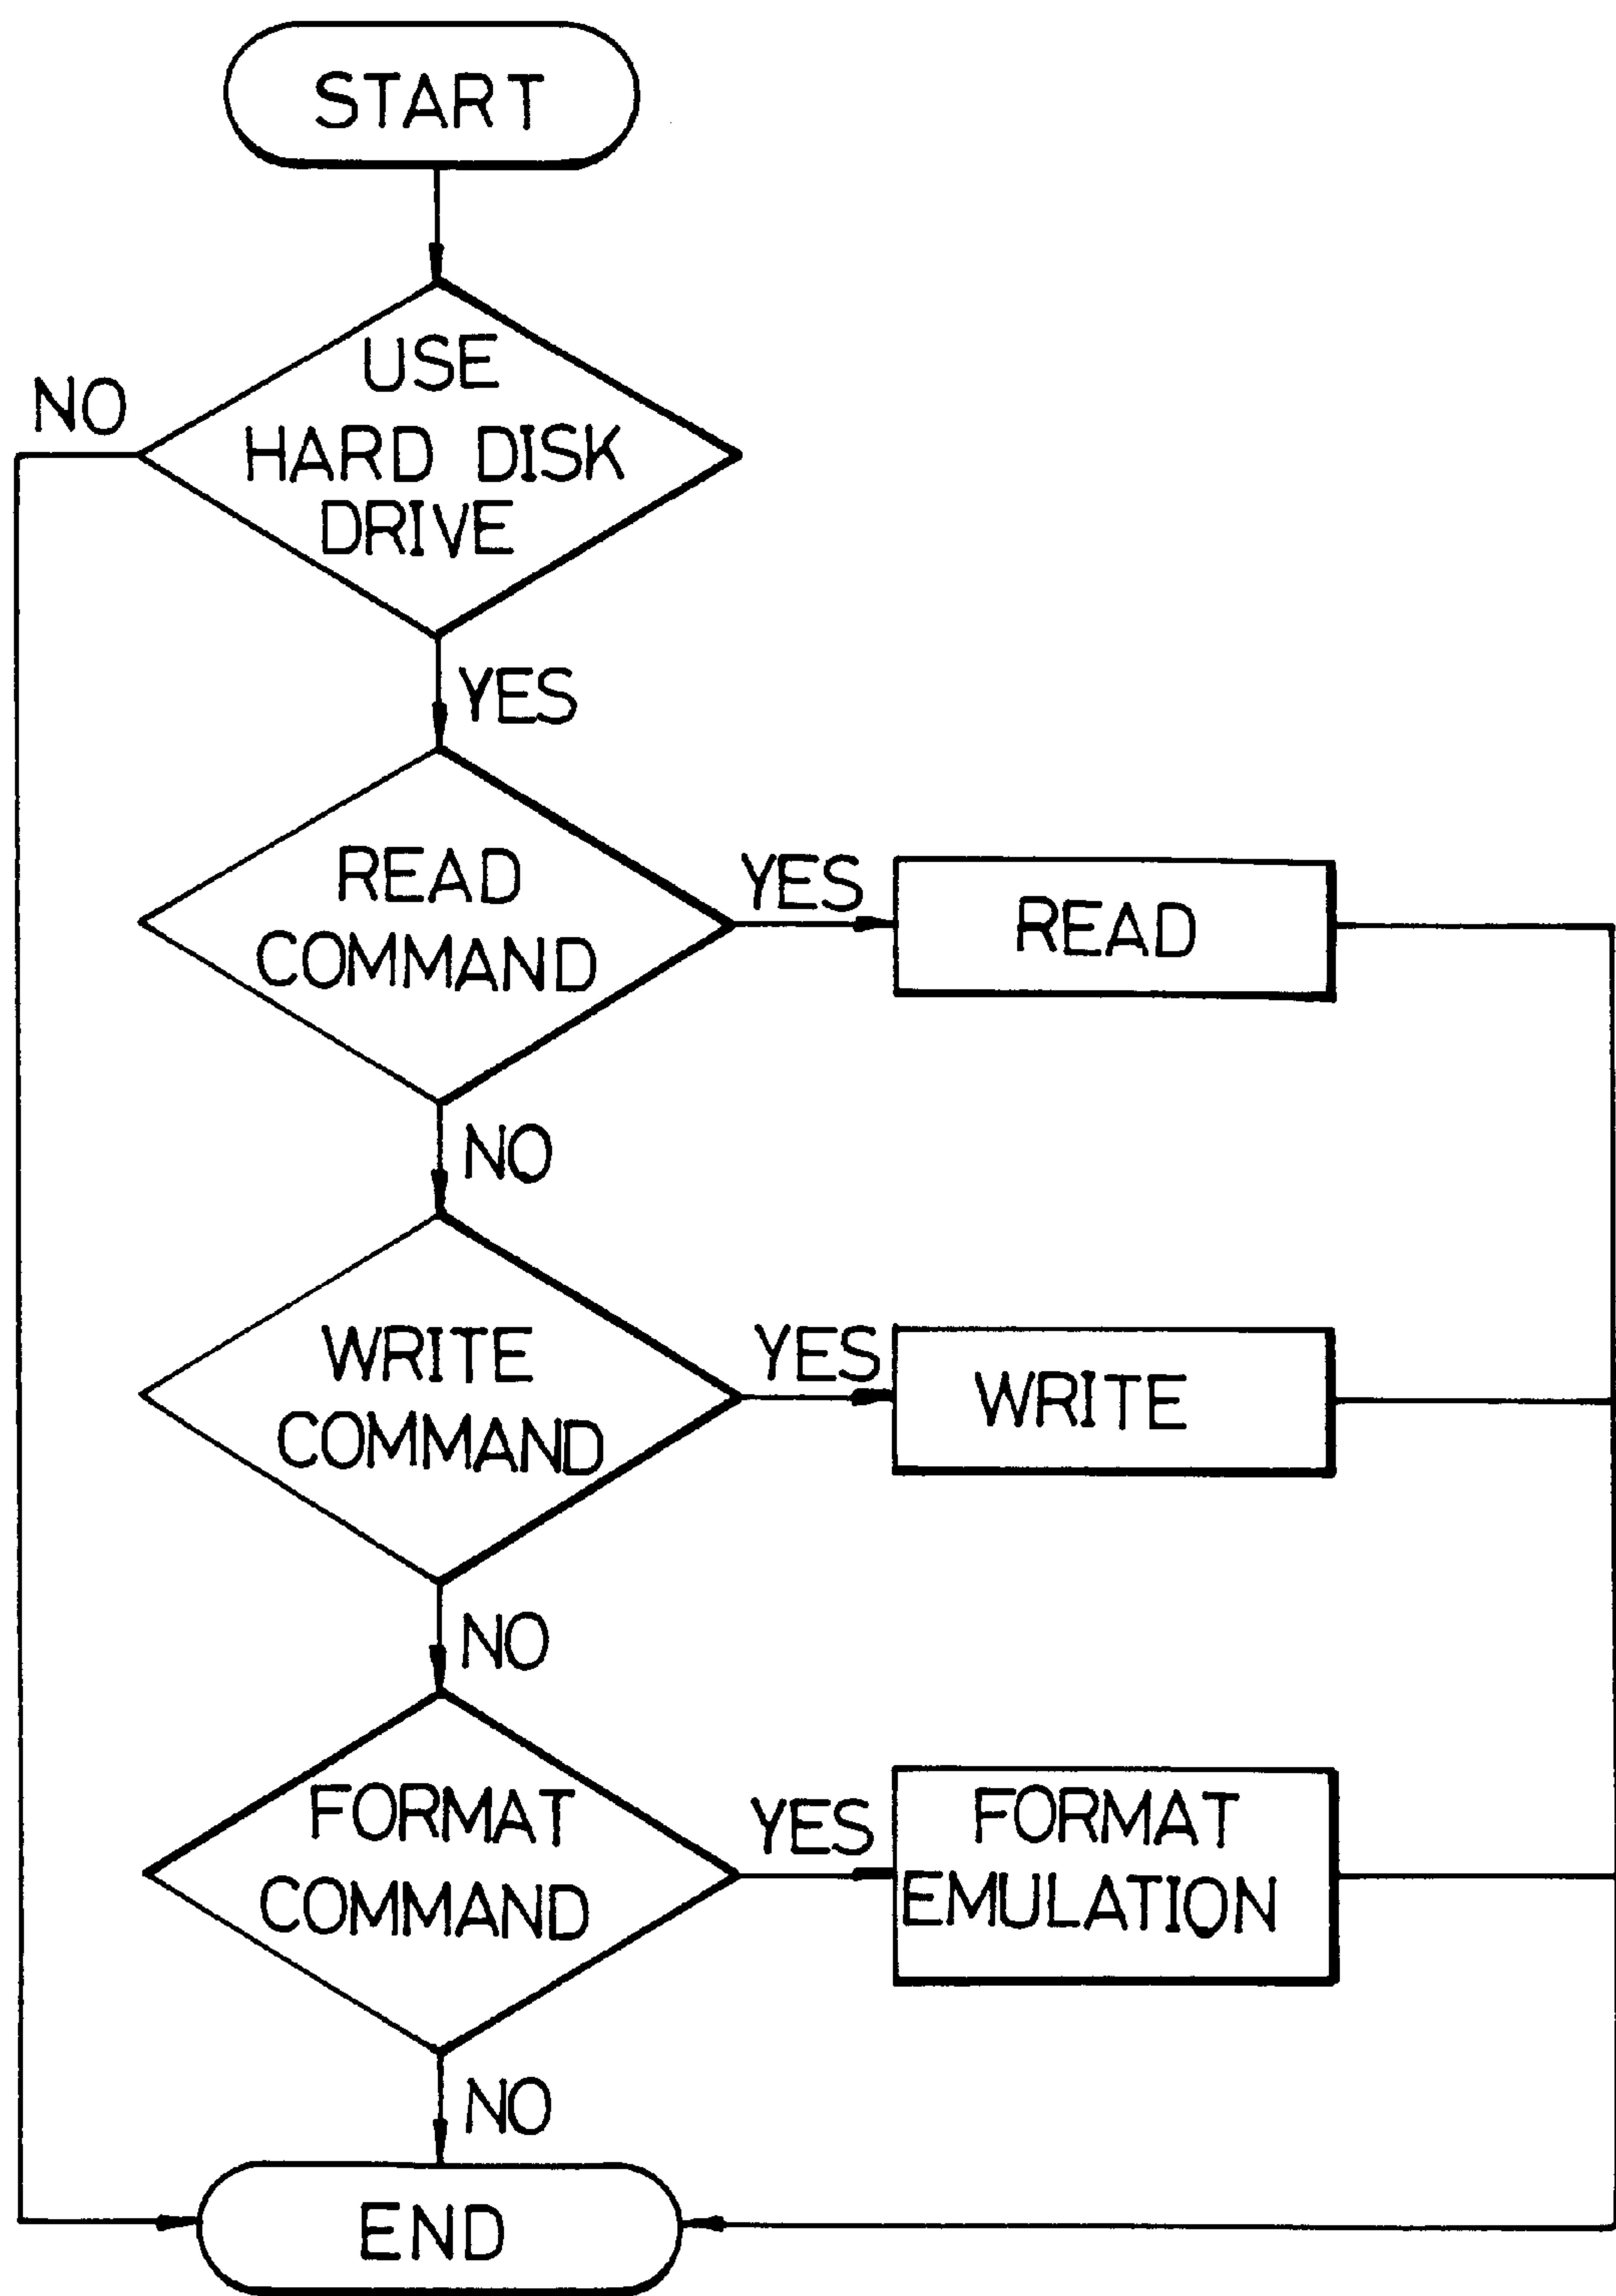 START
USE
HARD DISK
DRIVE
NO
YES
READ
COMMAND
YES
READ
NO
WRITE
COMMAND
YES
WRITE
NO
FORMAT
COMMAND
YES
FORMAT
EMULATION
NO
END